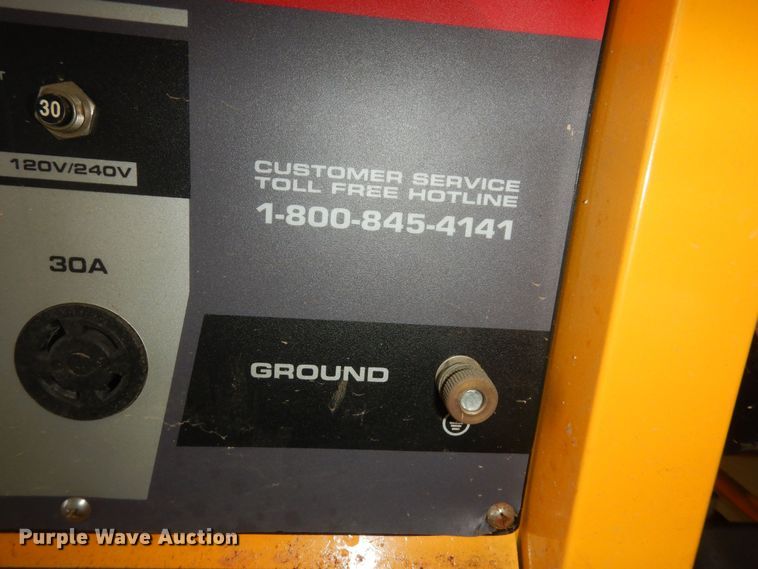 T
30
120V/240V
CUSTOMER SERVICE
TOLL FREE HOTLINE
1-800-845-4141
30A
GROUND
Purple Wave Auction